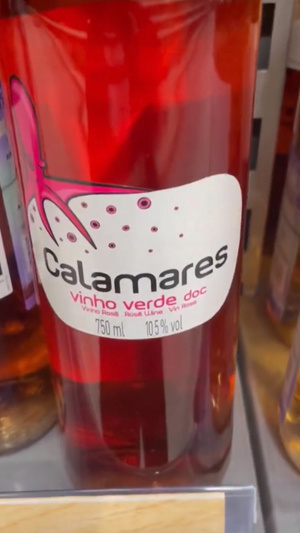 Calamares
vinho verde doc
Vinho Rosé Rosé Wine Vin Rosé
750 ml 10.5% vol